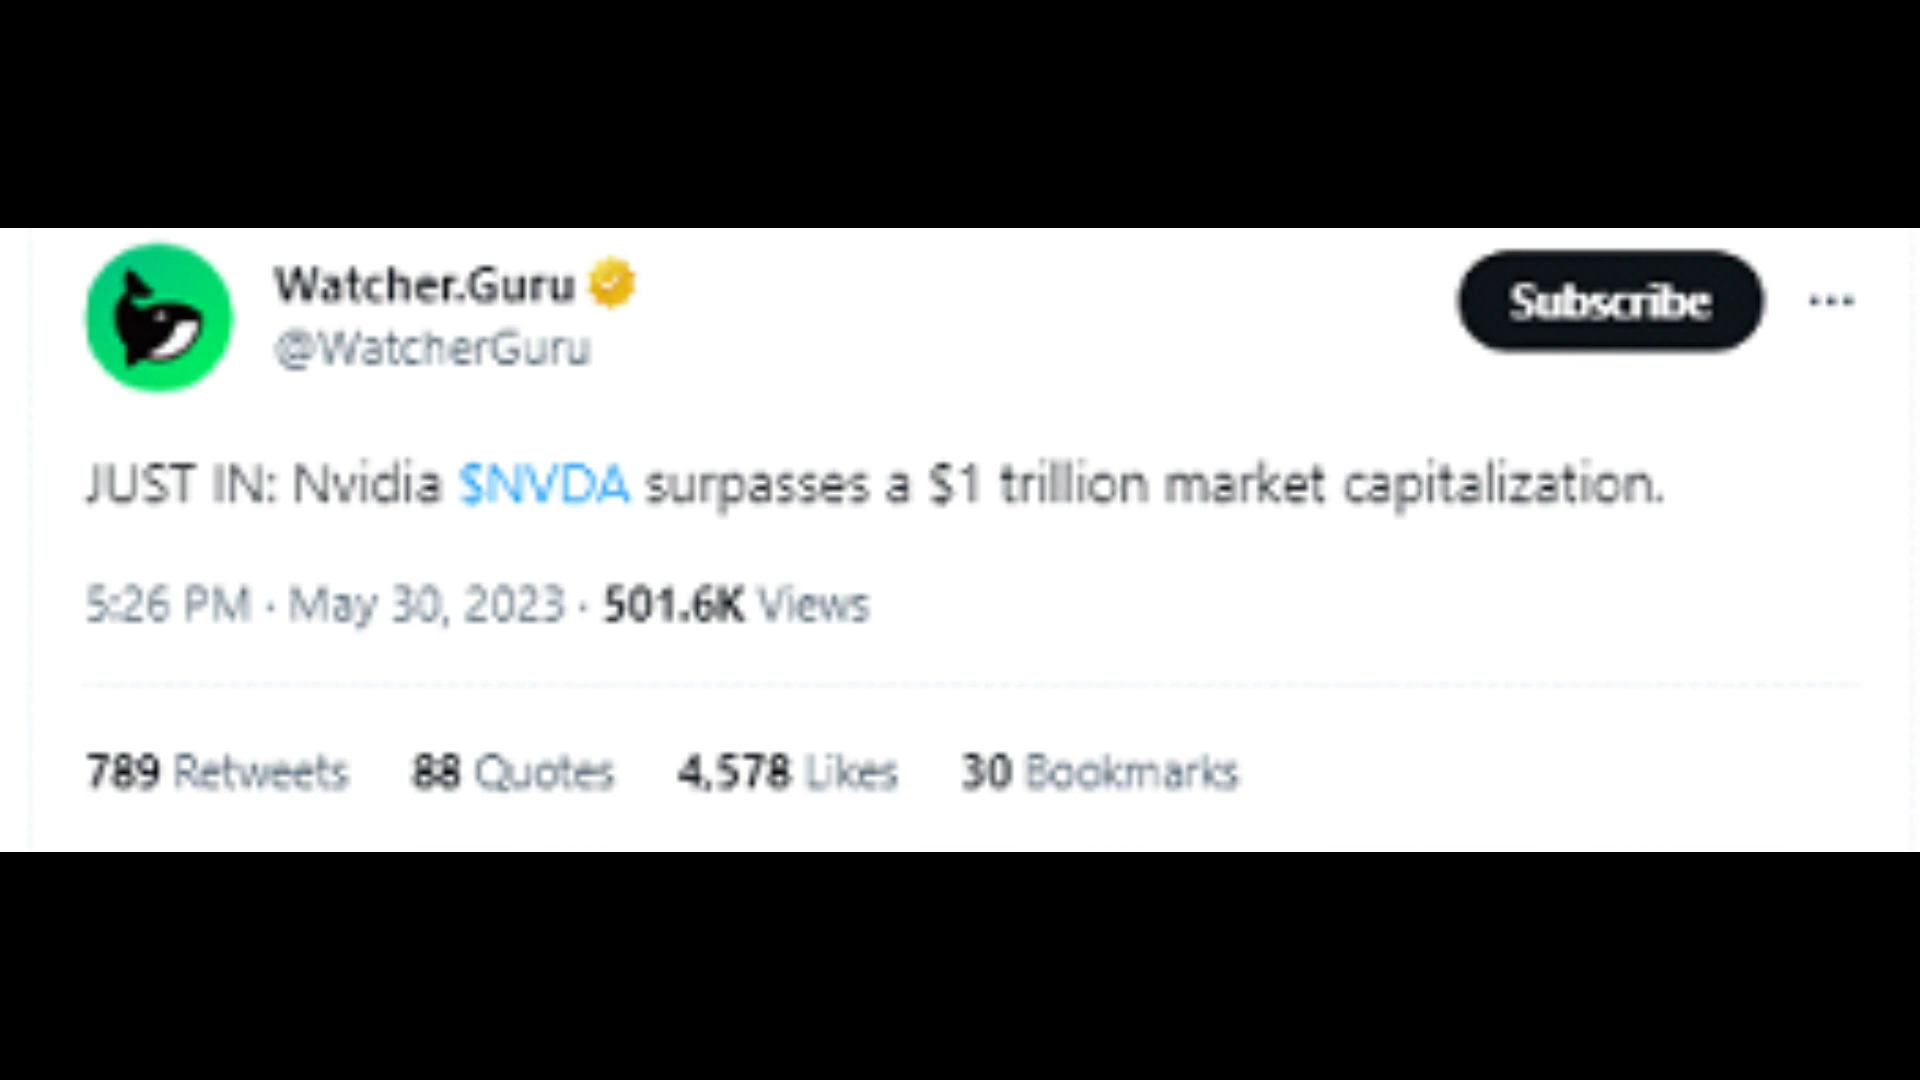 Watcher.Guru
@WatcherGuru
Subscribe
JUST IN: Nvidia $NVDA surpasses a $1 trillion market capitalization.
5:26 PM · May 30, 2023 · 501.6K Views
789 Retweets 88 Quotes 4,578 Likes 30 Bookmarks